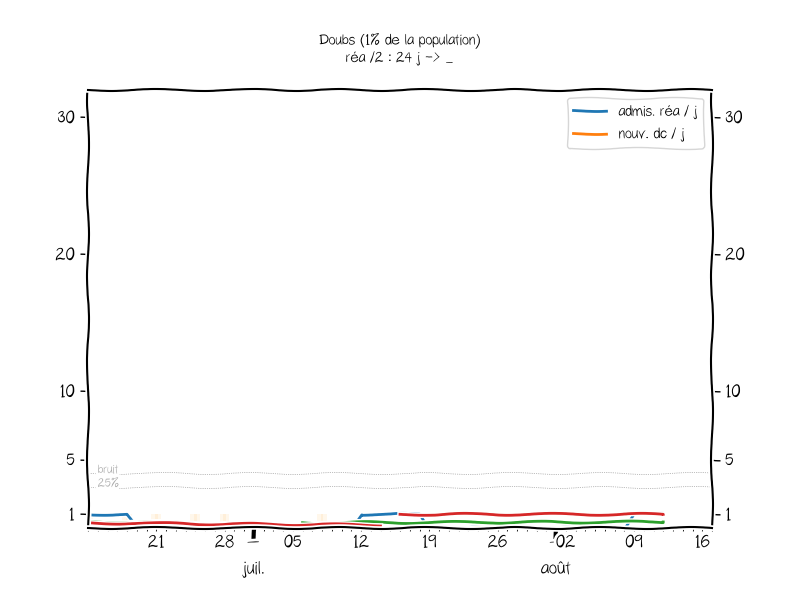 Doubs (1% de la population)
réa /2 : 24 j -> _
admis. réa / j
nouv. dc / j
30 30
20 20
10 10
5 5
bruit
25%
1 1
21 28 05 12 19 26 02 09 16
juil. août